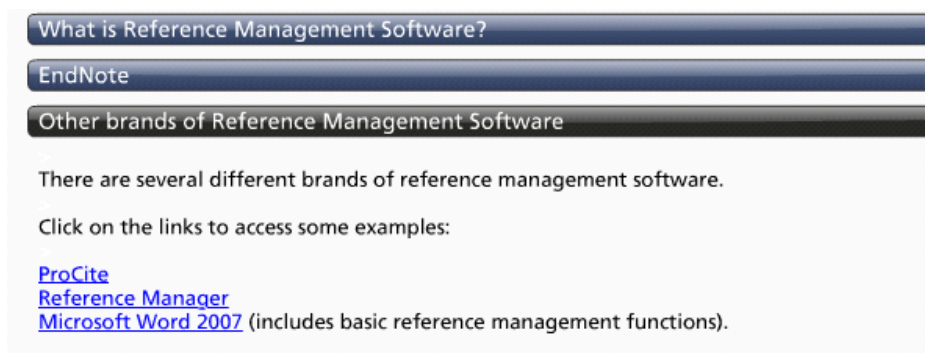 What is Reference Management Software?
EndNote
Other brands of Reference Management Software
There are several different brands of reference management software.
Click on the links to access some examples:
ProCite
Reference Manager
Microsoft Word 2007 (includes basic reference management functions).